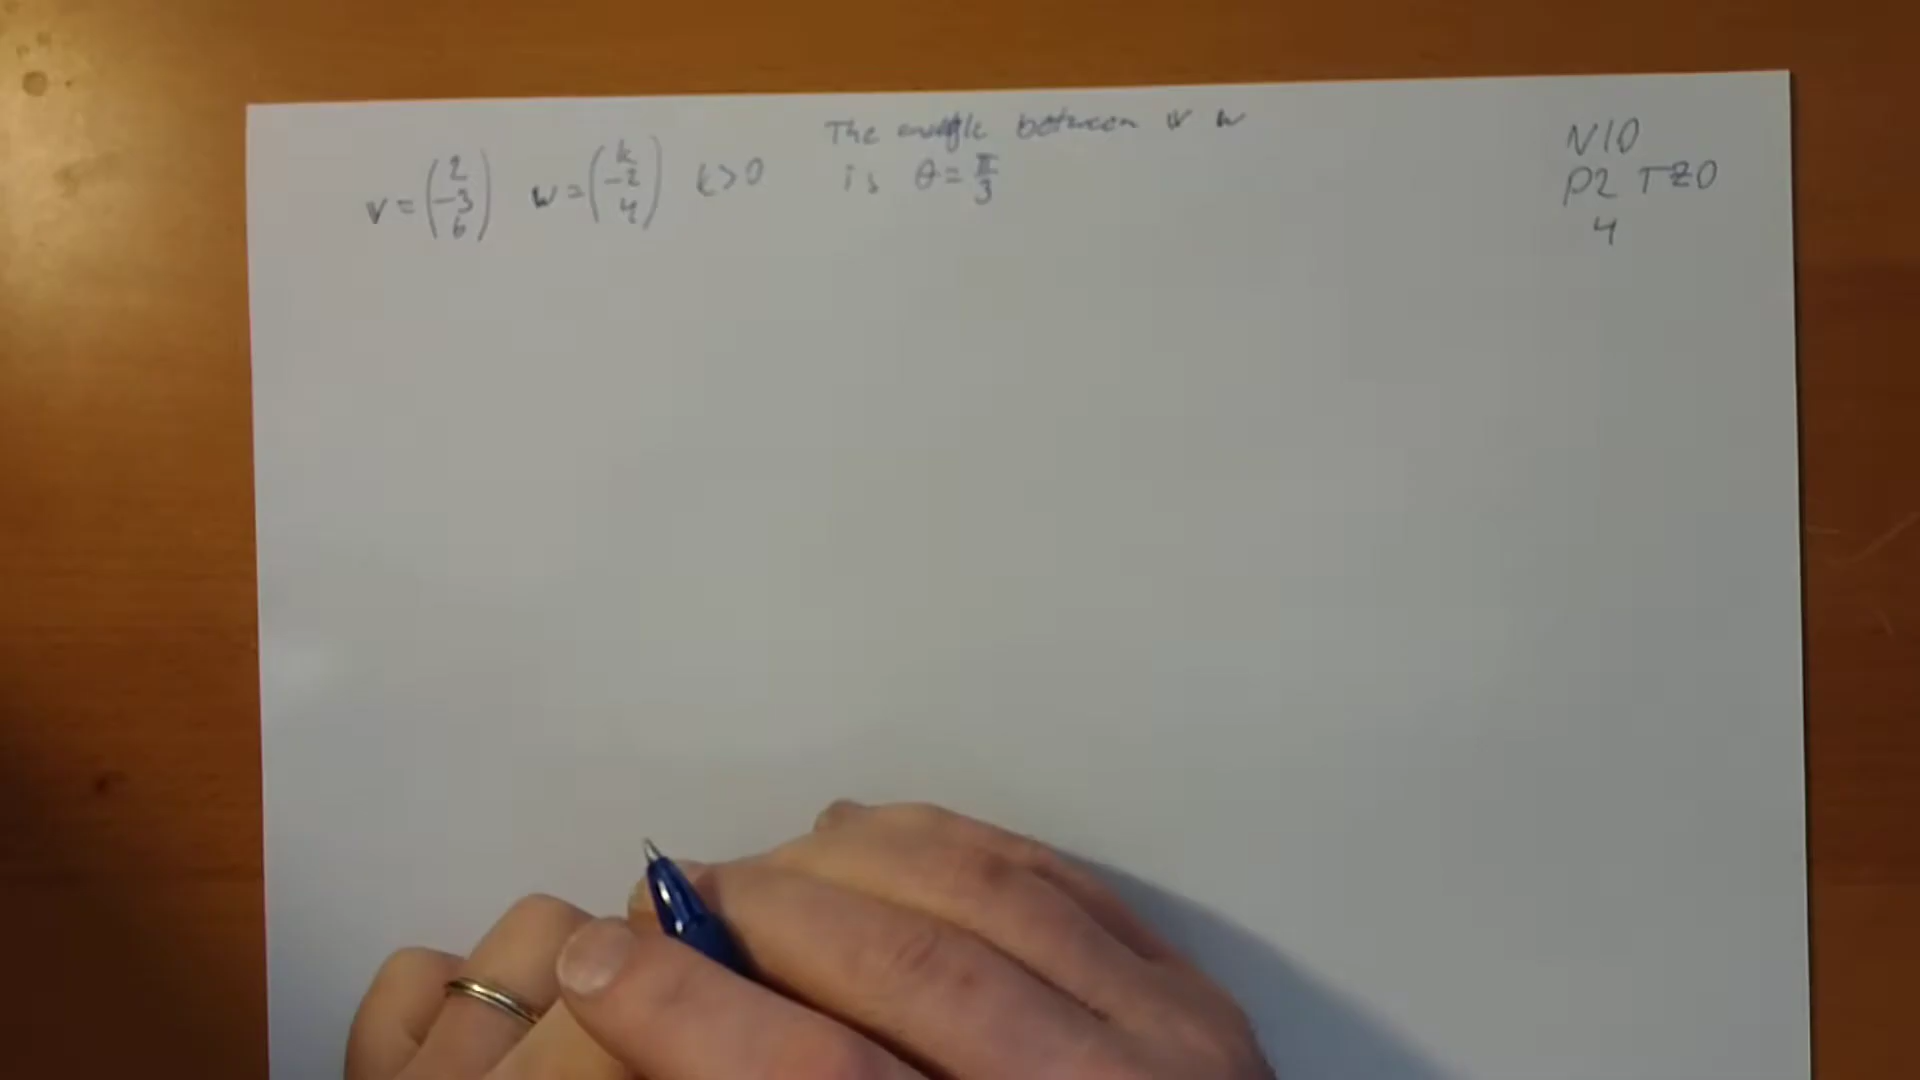 The angle between v w
v = (2 -3 6) w = (k -2 4) k>0 is θ = π/3
N10
P2 TZ0
4